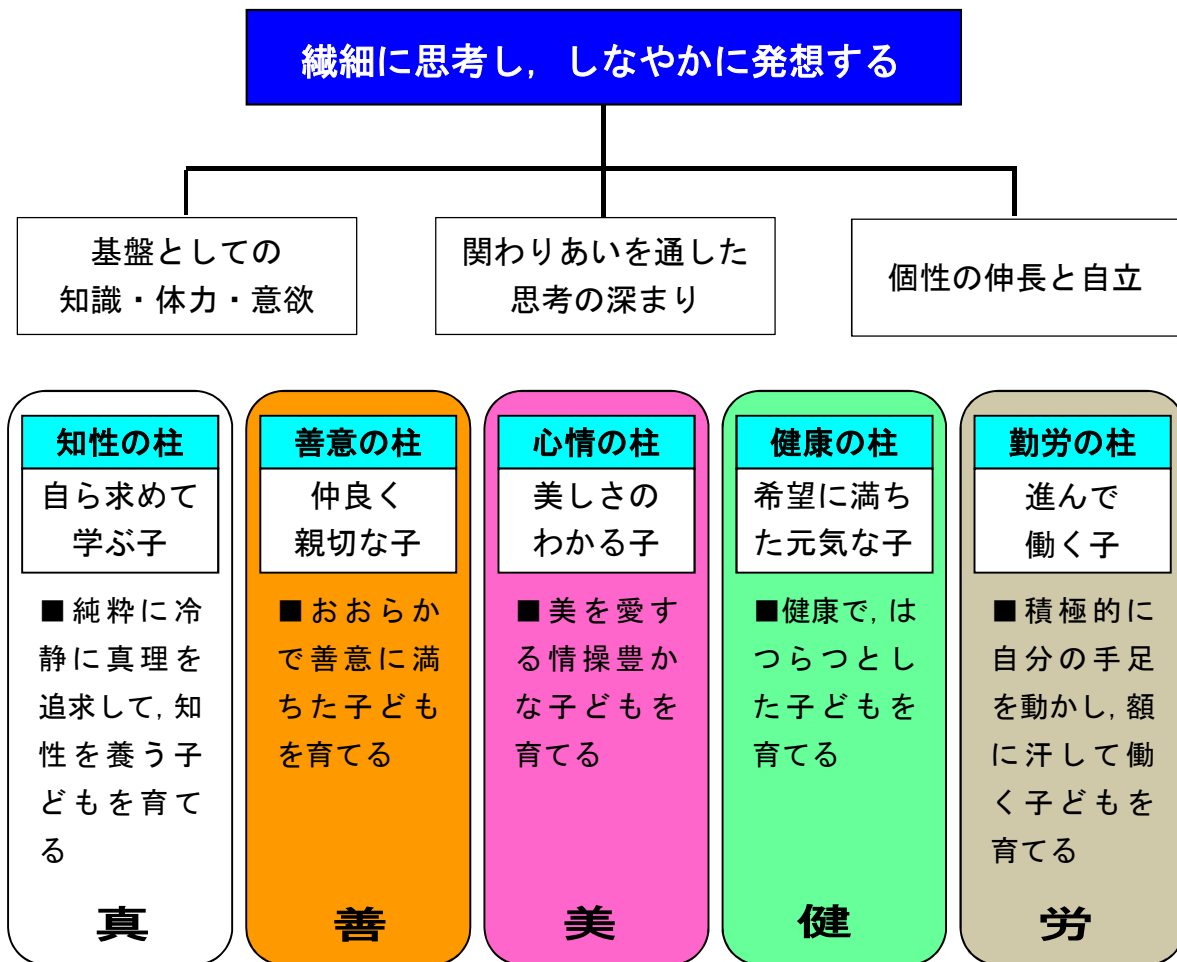 繊細に思考し，しなやかに発想する
基盤としての
知識・体力・意欲
関わりあいを通した
思考の深まり
個性の伸長と自立
知性の柱
自ら求めて
学ぶ子
■純粋に冷
静に真理を
追求して,知
性を養う子
どもを育て
る
真
善意の柱
仲良く
親切な子
■おおらか
で善意に満
ちた子ども
を育てる
善
心情の柱
美しさの
わかる子
■美を愛す
る情操豊か
な子どもを
育てる
美
健康の柱
希望に満ち
た元気な子
■健康で,は
つらつとし
た子どもを
育てる
健
勤労の柱
進んで
働く子
■積極的に
自分の手足
を動かし,額
に汗して働
く子どもを
育てる
労